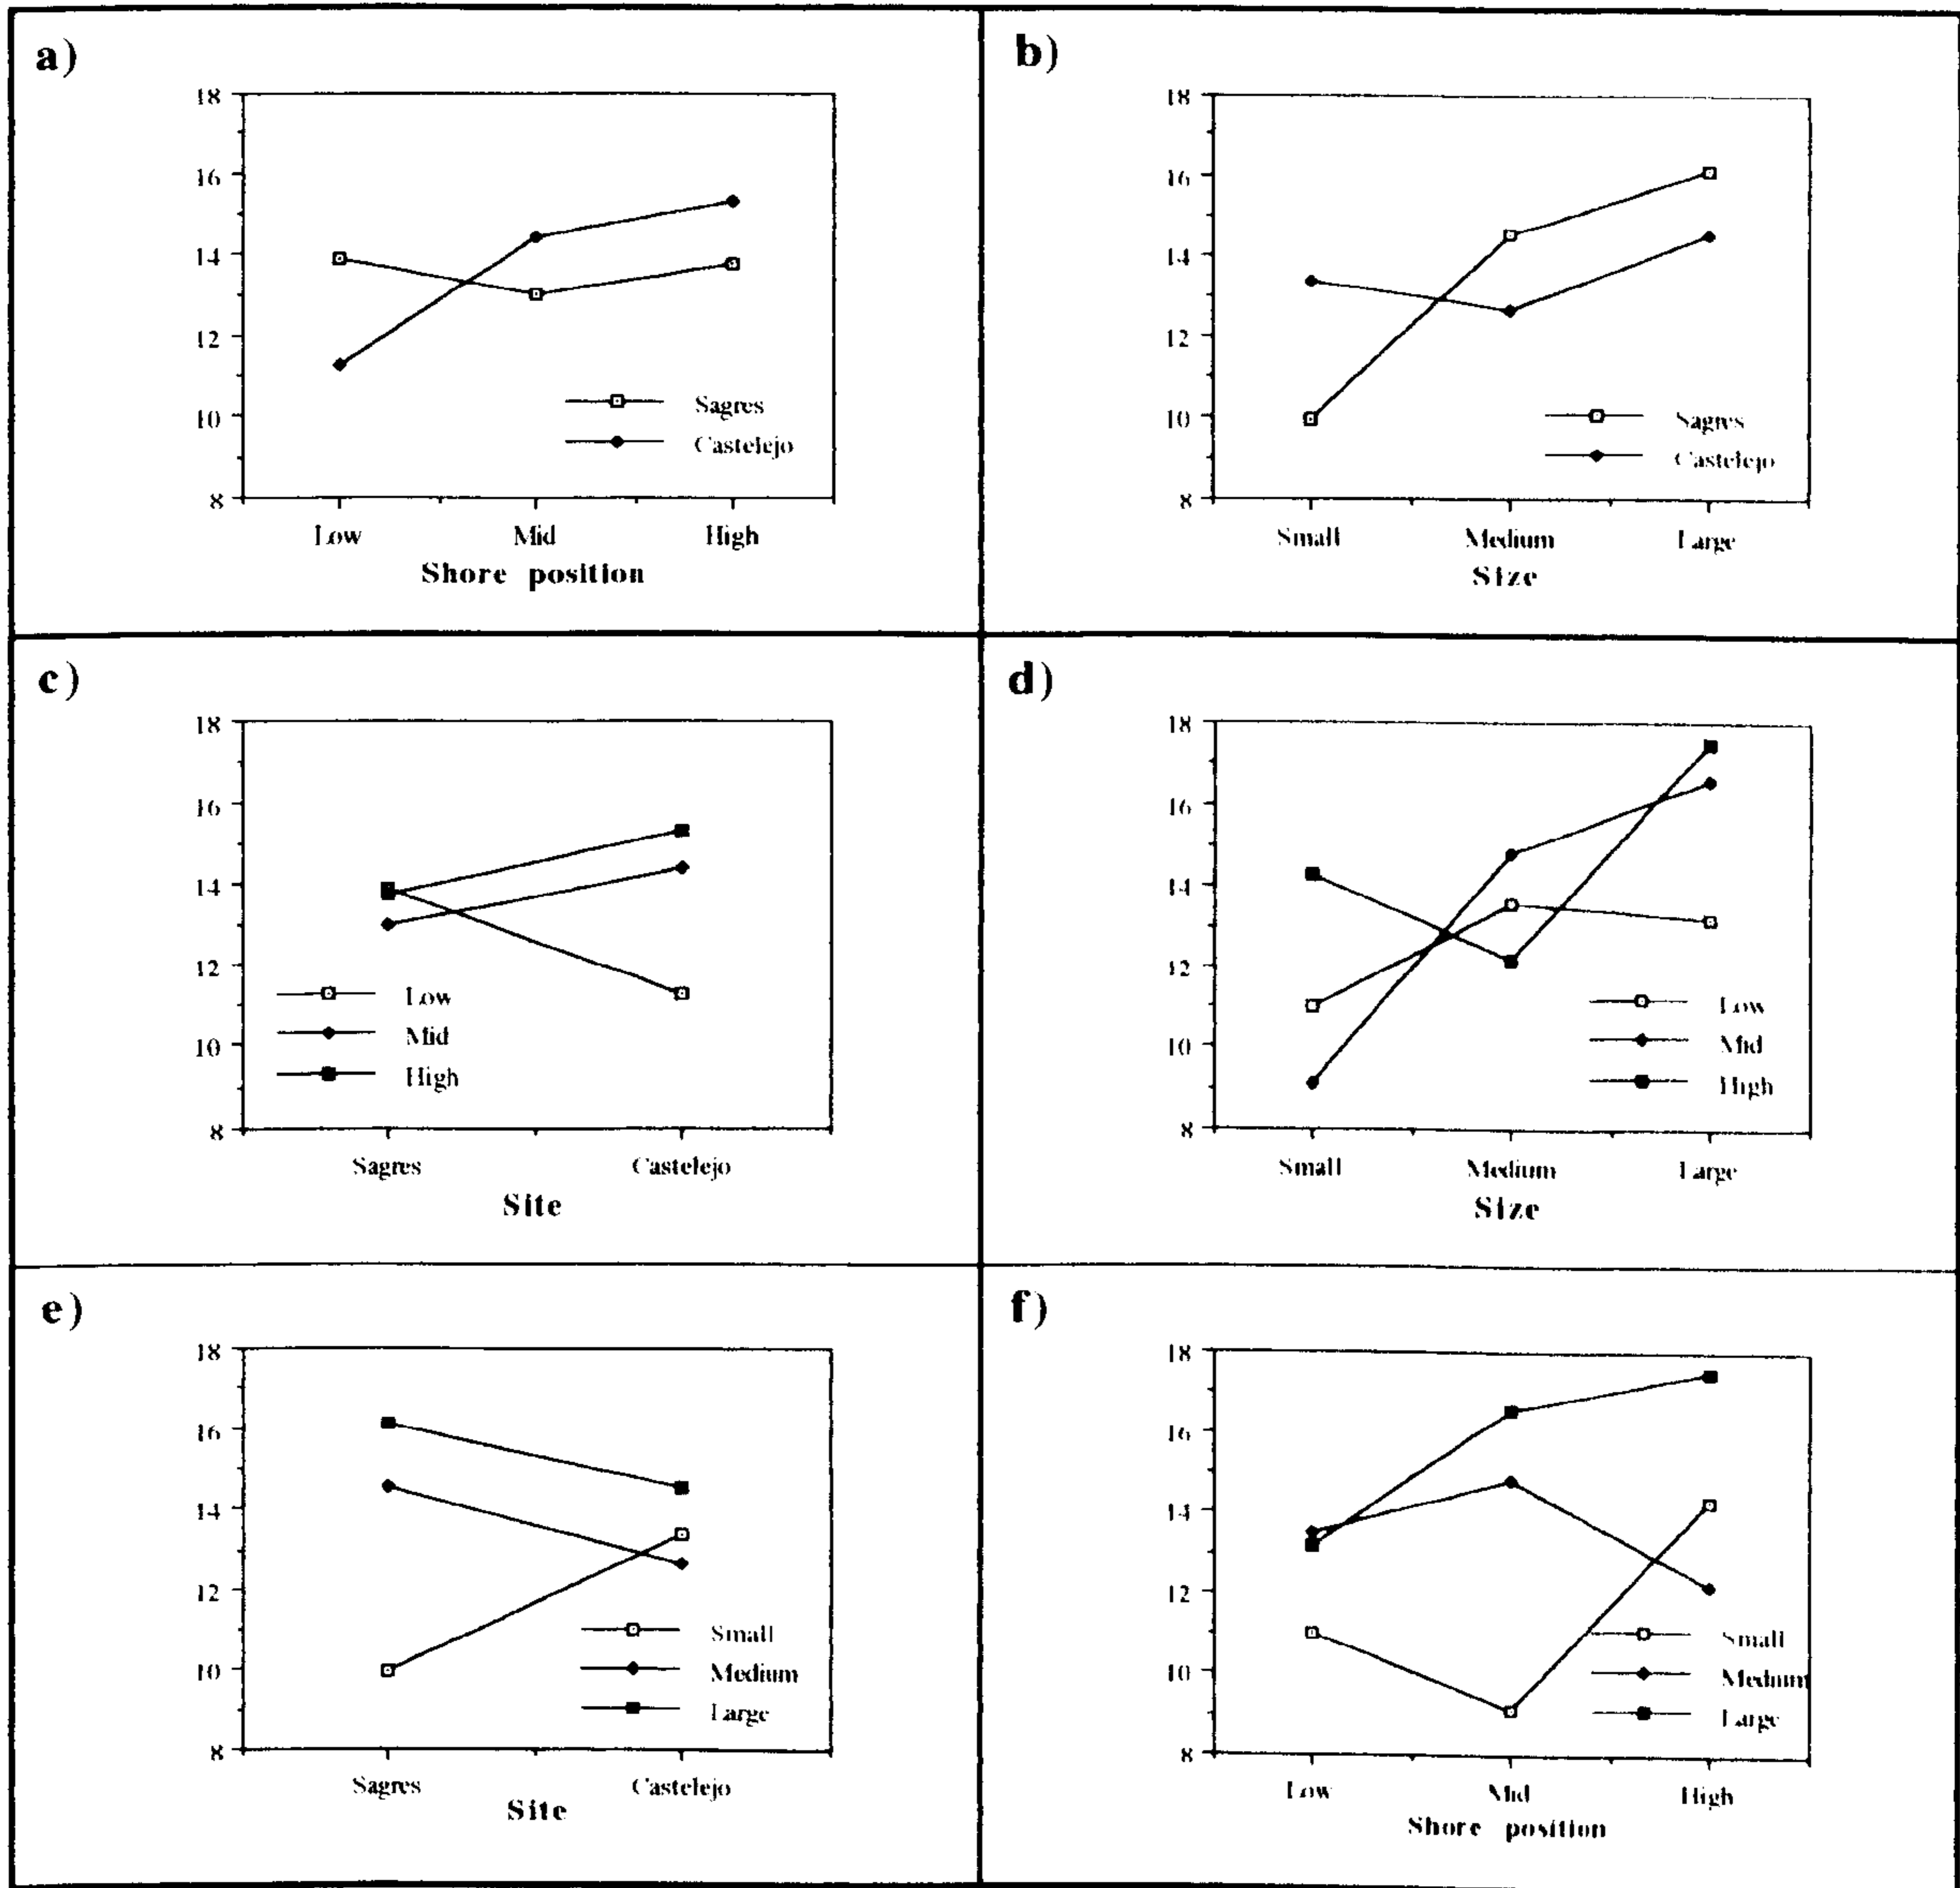 a)
18
16
14
12
10
8
Sagres
Castelejo
Low Mid High
Shore position
b)
18
16
14
12
10
8
Sagres
Castelejo
Small Medium Large
Size
c)
18
16
14
12
10
8
Low
Mid
High
Sagres Castelejo
Site
d)
18
16
14
12
10
8
Low
Mid
High
Small Medium Large
Size
e)
18
16
14
12
10
8
Small
Medium
Large
Sagres Castelejo
Site
f)
18
16
14
12
10
8
Small
Medium
Large
Low Mid High
Shore position